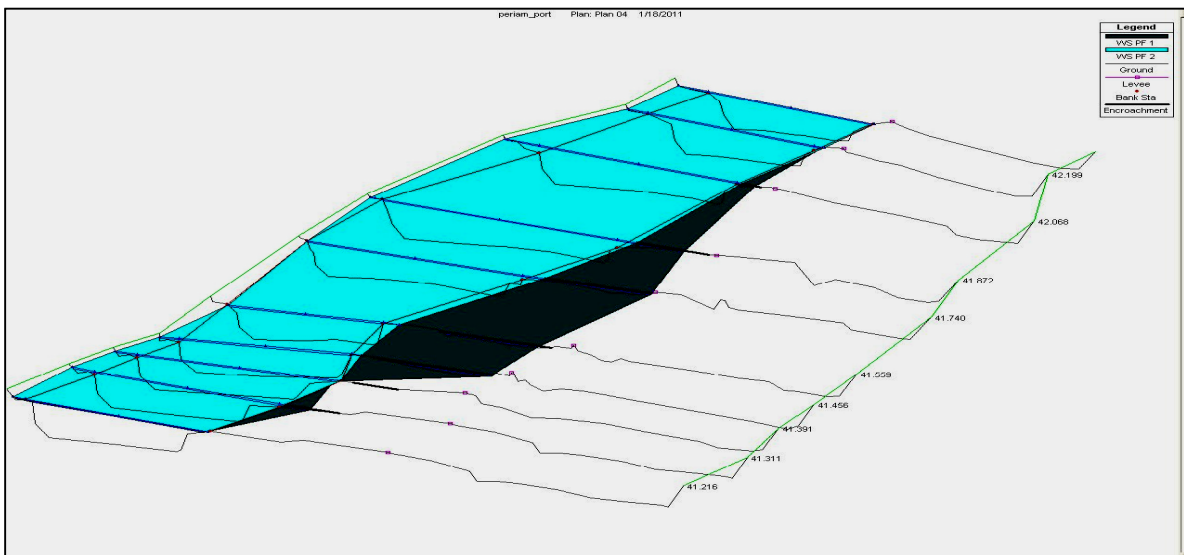 periam_port Plan: Plan 04 1/18/2011
Legend
WS PF 1
WS PF 2
Ground
Levee
Bank Sta
Encroachment
42.199
42.068
41.872
41.740
41.559
41.456
41.391
41.311
41.216